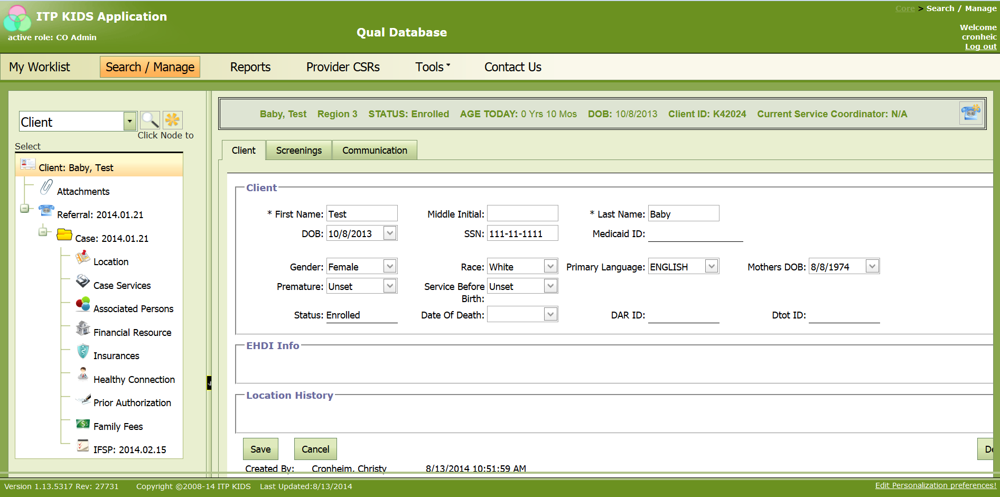 ITP KIDS Application
active role: CO Admin
Qual Database
Core > Search / Manage
Welcome
cronheic
Log out
My Worklist Search / Manage Reports Provider CSRs Tools Contact Us
Client
Click Node to
Select
Client: Baby, Test
Attachments
Referral: 2014.01.21
Case: 2014.01.21
Location
Case Services
Associated Persons
Financial Resource
Insurances
Healthy Connection
Prior Authorization
Family Fees
IFSP: 2014.02.15
Baby, Test Region 3 STATUS: Enrolled AGE TODAY: 0 Yrs 10 Mos DOB: 10/8/2013 Client ID: K42024 Current Service Coordinator: N/A
Client Screenings Communication
Client
* First Name: Test Middle Initial: * Last Name: Baby
DOB: 10/8/2013 SSN: 111-11-1111 Medicaid ID:
Gender: Female Race: White Primary Language: ENGLISH Mothers DOB: 8/8/1974
Premature: Unset Service Before Unset
Birth:
Status: Enrolled Date Of Death: DAR ID: Dtot ID:
EHDI Info
Location History
Save Cancel
Created By: Cronheim, Christy 8/13/2014 10:51:59 AM
Version 1.13.5317 Rev: 27731 Copyright ©2008-14 ITP KIDS Last Updated:8/13/2014
Edit Personalization preferences!